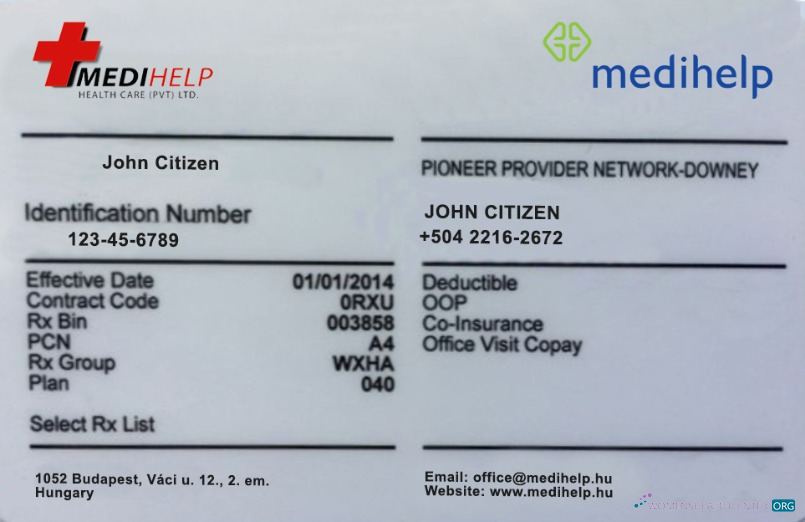 MEDIHELP
HEALTH CARE (PVT) LTD.
medihelp
John Citizen
Identification Number
123-45-6789
PIONEER PROVIDER NETWORK-DOWNEY
JOHN CITIZEN
+504 2216-2672
Effective Date 01/01/2014
Contract Code 0RXU
Rx Bin 003858
PCN A4
Rx Group WXHA
Plan 040
Select Rx List
Deductible
OOP
Co-Insurance
Office Visit Copay
1052 Budapest, Váci u. 12., 2. em.
Hungary
Email: office@medihelp.hu
Website: www.medihelp.hu
ORG